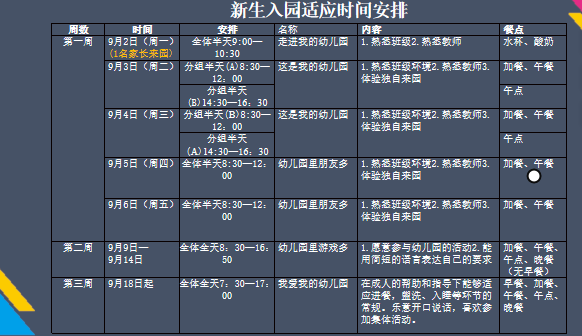 新生入园适应时间安排
周数 时间 安排 名称 内容 餐点
第一周 9月2日（周一）
(1名家长来园) 全体半天9:00—
10:30 走进我的幼儿园 1.熟悉班级2.熟悉教师 水杯、酸奶
9月3日（周二） 分组半天(A)8:30—
12：00 这是我的幼儿园 1.熟悉班级环境2.熟悉教师3.
体验独自来园 加餐、午餐
分组半天
(B)14:30—16：30 午点
9月4日（周三） 分组半天(B)8:30—
12：00 这是我的幼儿园 1.熟悉班级环境2.熟悉教师3.
体验独自来园 加餐、午餐
分组半天
(A)14:30—16：30 午点
9月5日（周四） 全体半天8:30—12：
00 幼儿园里朋友多 1.熟悉班级环境2.熟悉教师3.
体验独自来园 加餐、午餐
9月6日（周五） 全体半天8:30—12：
00 幼儿园里朋友多 1.熟悉班级环境2.熟悉教师3.
体验独自来园 加餐、午餐
第二周 9月9日—
9月14日 全体全天8：30—16：
50 幼儿园里游戏多 1.愿意参与幼儿园的活动2.能
用简短的语言表达自己的要求 加餐、午餐、
午点、晚餐
（无早餐）
第三周 9月18日起 全体全天7：30—17：
00 我爱我的幼儿园 在成人的帮助和指导下能够适
应进餐，盥洗、入睡等环节的
常规。乐意开口说话，喜欢参
加集体活动。 早餐、加餐、
午餐、午点、
晚餐